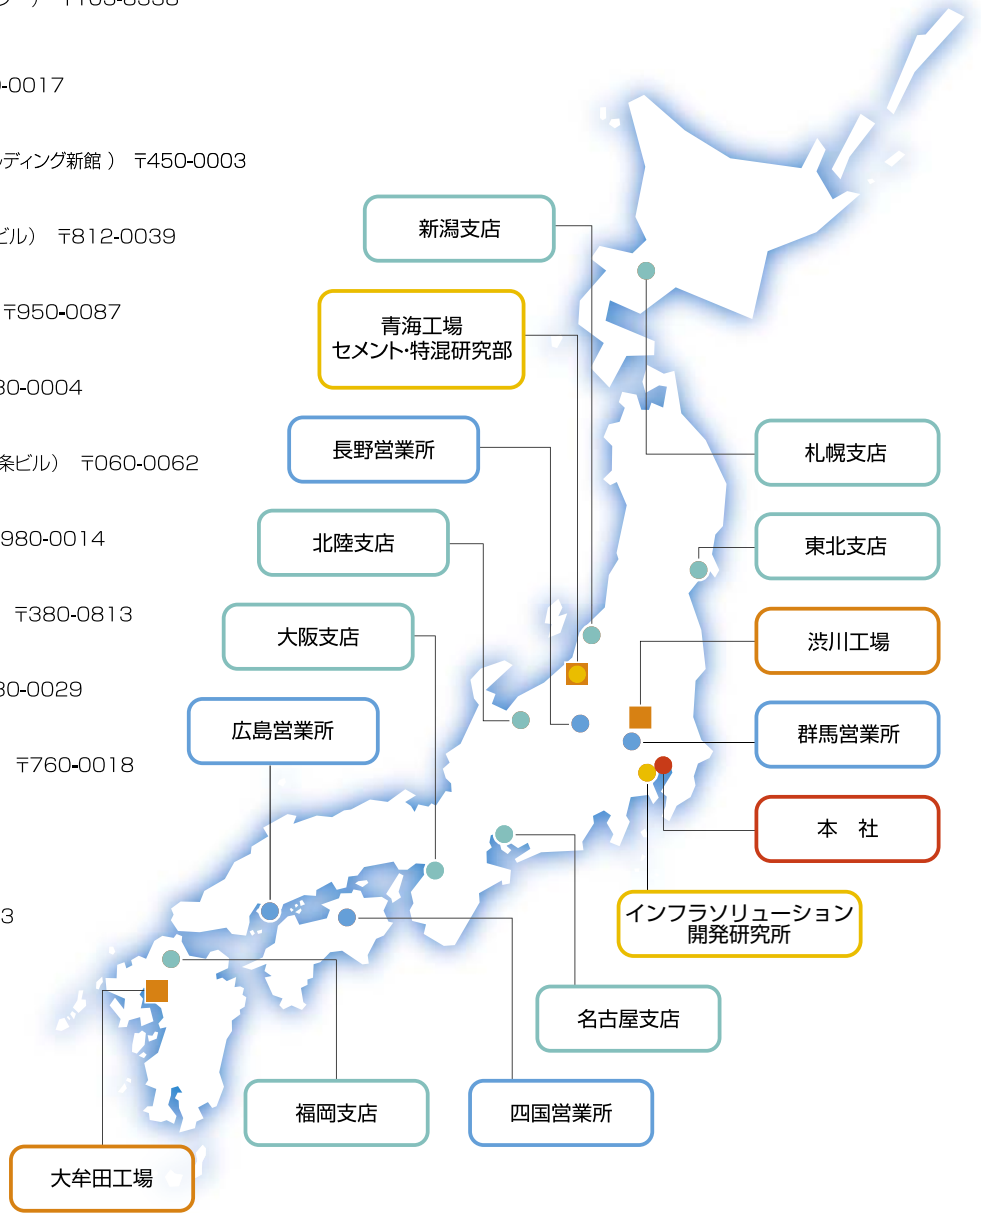 〒103-8338
-0017
ルディング新館） 〒450-0003
ビル） 〒812-0039
〒950-0087
30-0004
条ビル） 〒060-0062
980-0014
〒380-0813
30-0029
〒760-0018
3
新潟支店
青海工場
セメント・特混研究部
長野営業所
北陸支店
大阪支店
広島営業所
札幌支店
東北支店
渋川工場
群馬営業所
本 社
インフラソリューション
開発研究所
名古屋支店
福岡支店
四国営業所
大牟田工場